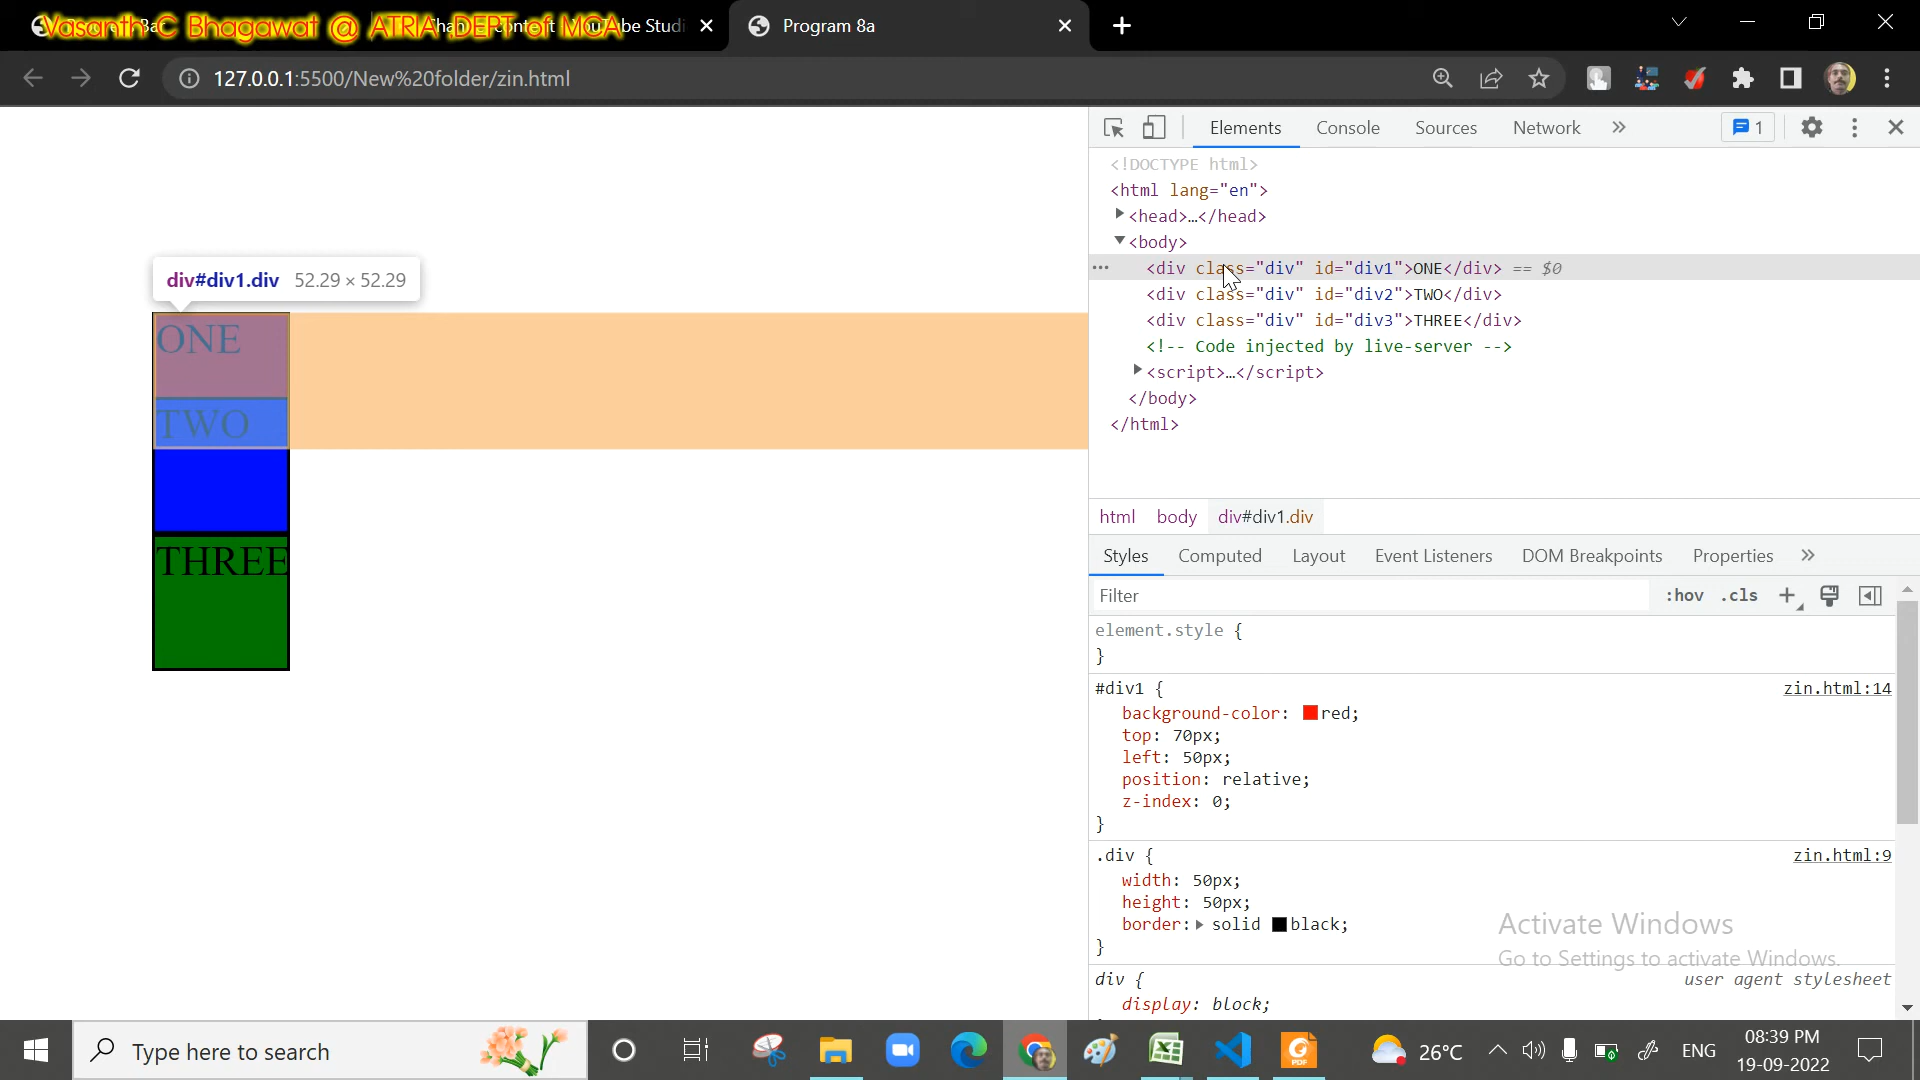 Vasanth C Bhagawat @ ATRIA .DEPT of MCA
Program 8a
127.0.0.1:5500/New%20folder/zin.html
Elements Console Sources Network » 1
<!DOCTYPE html>
<html lang="en">
<head>…</head>
<body>
<div class="div" id="div1">ONE</div> == $0
<div class="div" id="div2">TWO</div>
<div class="div" id="div3">THREE</div>
<!-- Code injected by live-server -->
<script>…</script>
</body>
</html>
div#div1.div 52.29 × 52.29
ONE
TWO
THREE
html body div#div1.div
Styles Computed Layout Event Listeners DOM Breakpoints Properties »
Filter :hov .cls
element.style {
}
#div1 { zin.html:14
background-color: red;
top: 70px;
left: 50px;
position: relative;
z-index: 0;
}
.div { zin.html:9
width: 50px;
height: 50px;
border: solid black;
}
Activate Windows
Go to Settings to activate Windows.
div { user agent stylesheet
display: block;
Type here to search
26°C
ENG
08:39 PM
19-09-2022